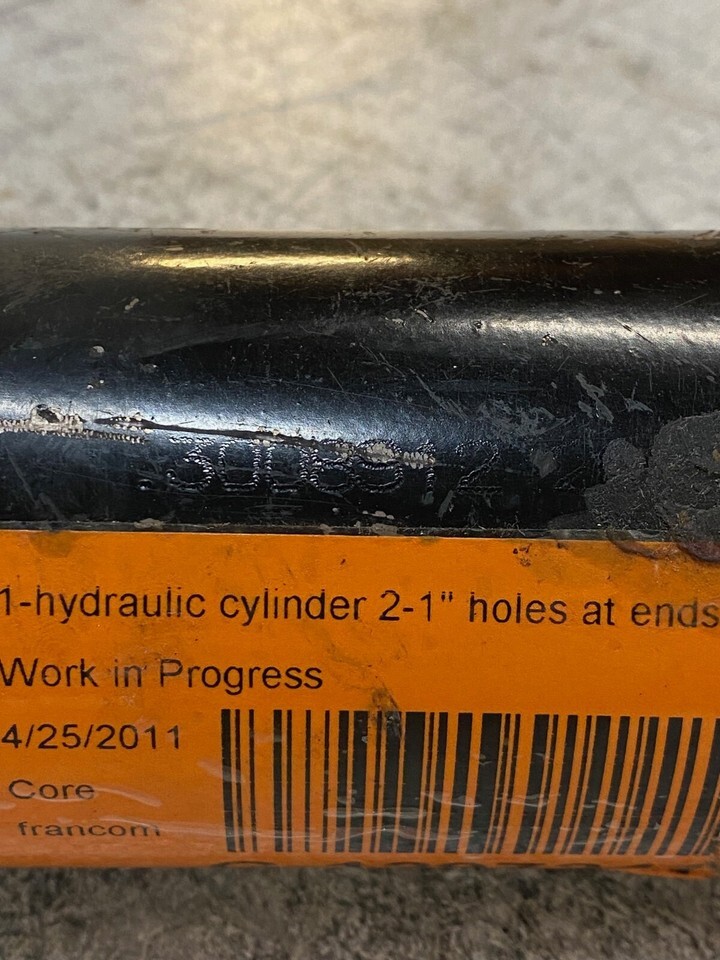 1-hydraulic cylinder 2-1" holes at ends
Work in Progress
4/25/2011
Core
francom